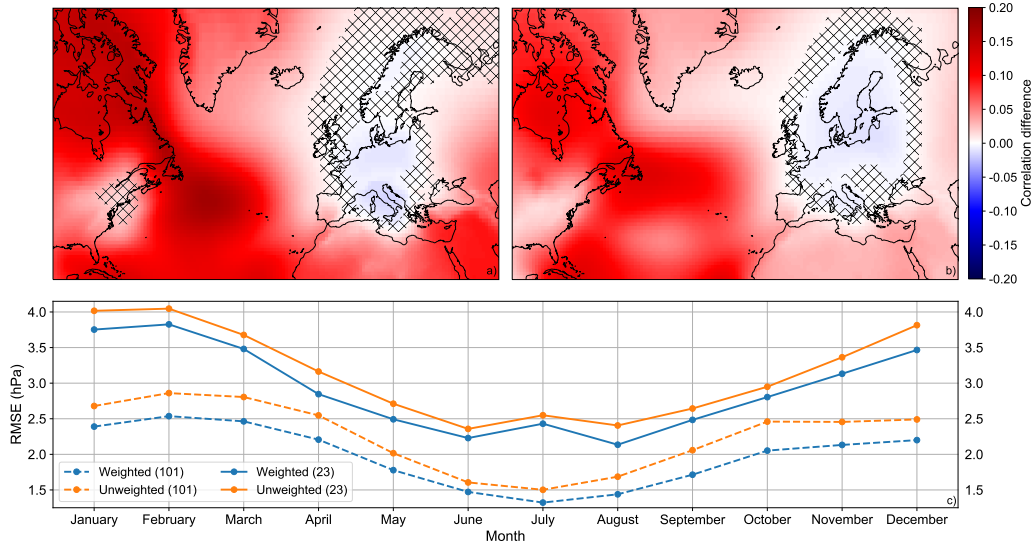 a)
b)
0.20
0.15
0.10
0.05
0.00
-0.05
-0.10
-0.15
-0.20
Correlation difference
4.0
3.5
3.0
2.5
2.0
1.5
RMSE (hPa)
4.0
3.5
3.0
2.5
2.0
1.5
Weighted (101)
Unweighted (101)
Weighted (23)
Unweighted (23)
c)
January February March April May June July August September October November December
Month